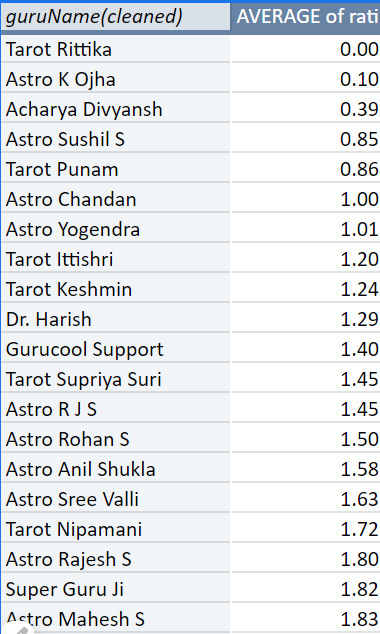 guruName(cleaned) AVERAGE of rati
Tarot Rittika 0.00
Astro K Ojha 0.10
Acharya Divyansh 0.39
Astro Sushil S 0.85
Tarot Punam 0.86
Astro Chandan 1.00
Astro Yogendra 1.01
Tarot Ittishri 1.20
Tarot Keshmin 1.24
Dr. Harish 1.29
Gurucool Support 1.40
Tarot Supriya Suri 1.45
Astro R J S 1.45
Astro Rohan S 1.50
Astro Anil Shukla 1.58
Astro Sree Valli 1.63
Tarot Nipamani 1.72
Astro Rajesh S 1.80
Super Guru Ji 1.82
Astro Mahesh S 1.83